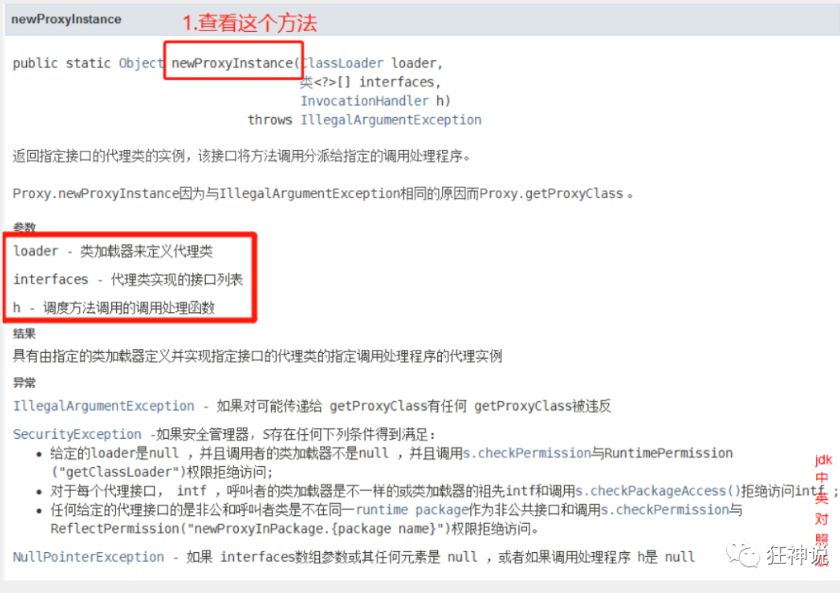 newProxyInstance
1.查看这个方法
public static Object newProxyInstance(ClassLoader loader,
类<?>[] interfaces,
InvocationHandler h)
throws IllegalArgumentException
返回指定接口的代理类的实例，该接口将方法调用分派给指定的调用处理程序。
Proxy.newProxyInstance因为与IllegalArgumentException相同的原因而Proxy.getProxyClass 。
参数
loader - 类加载器来定义代理类
interfaces - 代理类实现的接口列表
h - 调度方法调用的调用处理函数
结果
具有由指定的类加载器定义并实现指定接口的代理类的指定调用处理程序的代理实例
异常
IllegalArgumentException - 如果对可能传递给 getProxyClass有任何 getProxyClass被违反
SecurityException -如果安全管理器，S存在任何下列条件得到满足：
• 给定的loader是null ，并且调用者的类加载器不是null ，并且调用s.checkPermission与RuntimePermission
("getClassLoader")权限拒绝访问;
• 对于每个代理接口， intf ，呼叫者的类加载器是不一样的或类加载器的祖先intf和调用s.checkPackageAccess()拒绝访问intf ;
• 任何给定的代理接口的是非公和呼叫者类是不在同一runtime package作为非公共接口和调用s.checkPermission与
ReflectPermission("newProxyInPackage.{package name}")权限拒绝访问。
NullPointerException - 如果 interfaces数组参数或其任何元素是 null ，或者如果调用处理程序 h是 null
jdk
中
英
对
照
狂神说